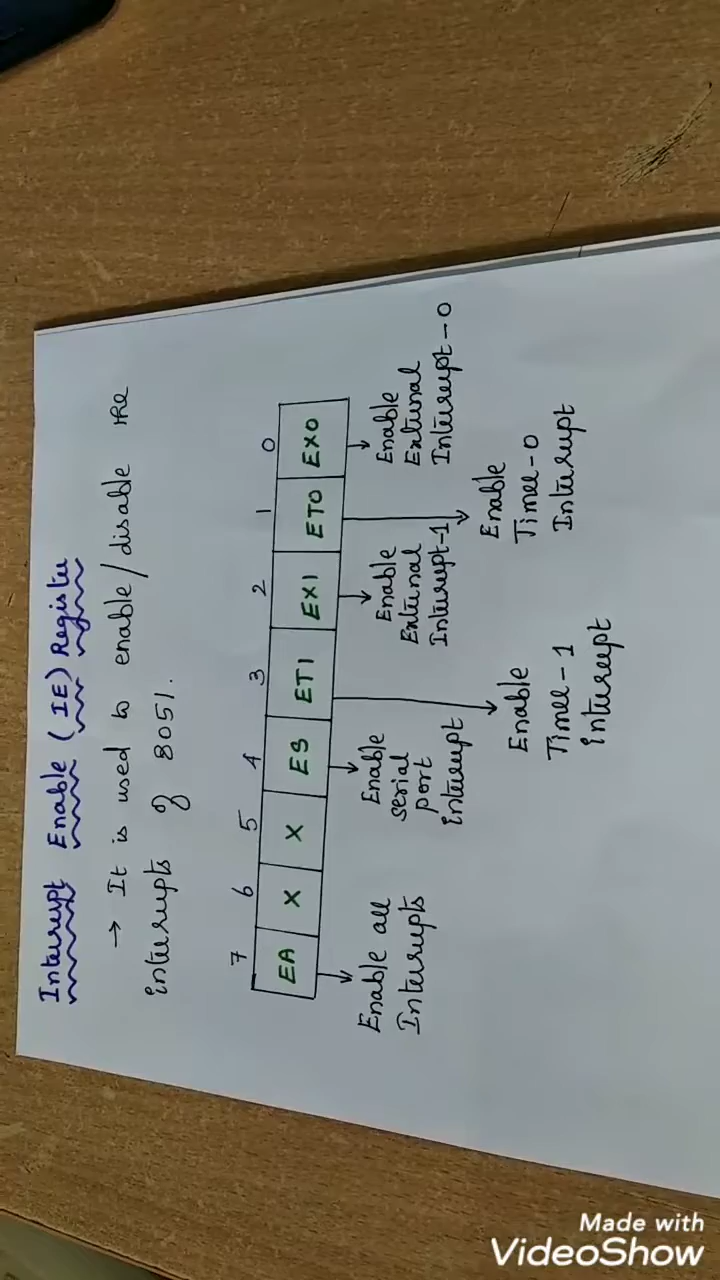 Interrupt Enable (IE) Register
→ It is used to enable/disable the
interrupts of 8051.
7 6 5 4 3 2 1 0
EA X X ES ET1 EX1 ET0 EX0
Enable all
Interrupts
Enable
serial
port
interrupt
Enable
Timer-1
interrupt
Enable
External
Interrupt-1
Enable
Timer-0
Interrupt
Enable
External
Interrupt-0
Made with
VideoShow